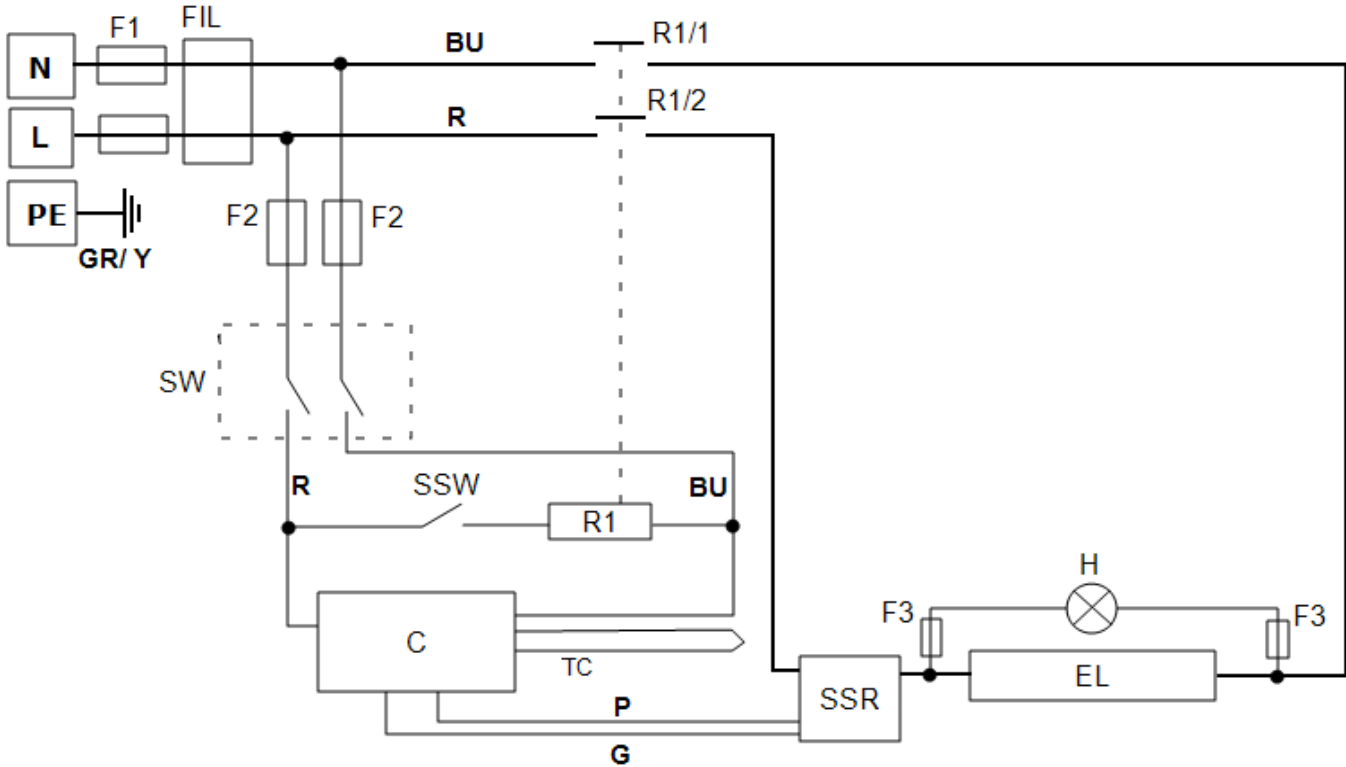 F1 FIL
N BU R1/1
L R R1/2
PE
GR/ Y
F2 F2
SW
R SSW BU
R1
H
F3 F3
C
TC
SSR EL
P
G